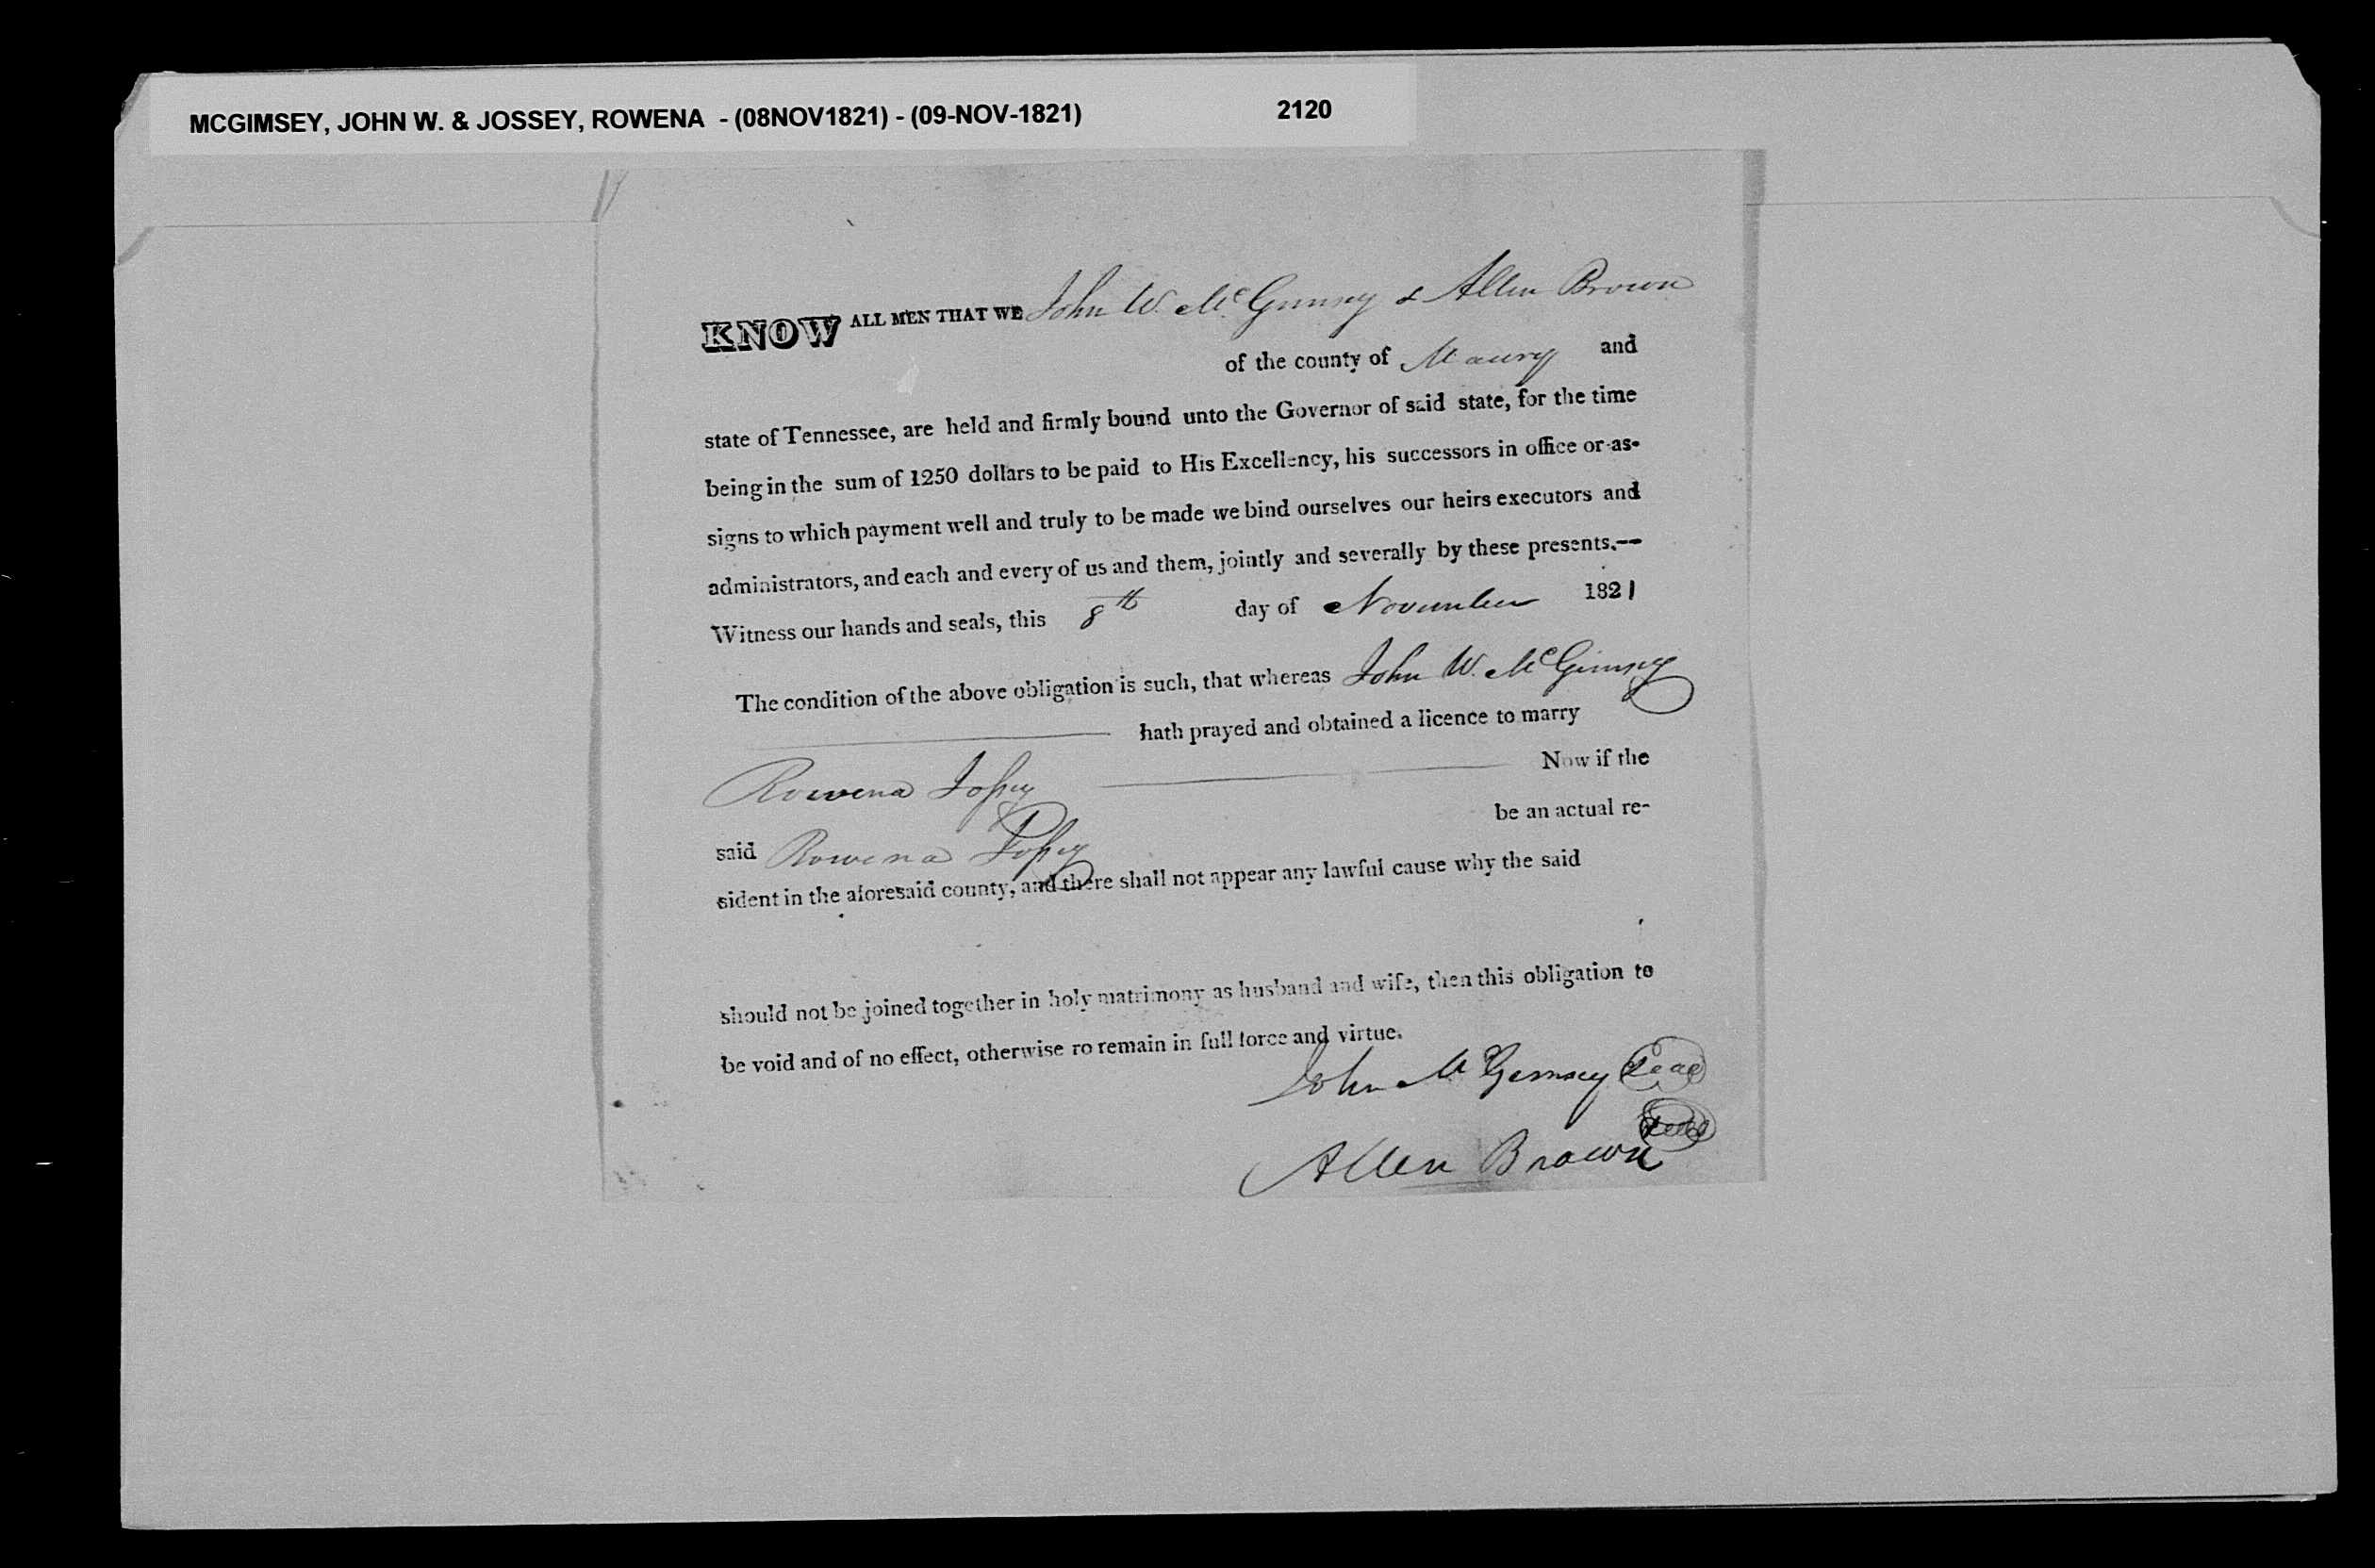 MCGIMSEY, JOHN W. & JOSSEY, ROWENA - (08NOV1821) - (09-NOV-1821) 2120
KNOW ALL MEN THAT WE John W. McGimsey & Allen Brown
of the county of Maury and
state of Tennessee, are held and firmly bound unto the Governor of said state, for the time
being in the sum of 1250 dollars to be paid to His Excellency, his successors in office or as-
signs to which payment well and truly to be made we bind ourselves our heirs executors and
administrators, and each and every of us and them, jointly and severally by these presents.--
Witness our hands and seals, this 8th day of November 1821
The condition of the above obligation is such, that whereas John W. McGimsey
hath prayed and obtained a licence to marry
Rowena Jossey Now if the
said Rowena Jossey be an actual re-
sident in the aforesaid county, and there shall not appear any lawful cause why the said
should not be joined together in holy matrimony as husband and wife, then this obligation to
be void and of no effect, otherwise ro remain in full force and virtue.
John McGimsey Seal
Seal
Allen Brown